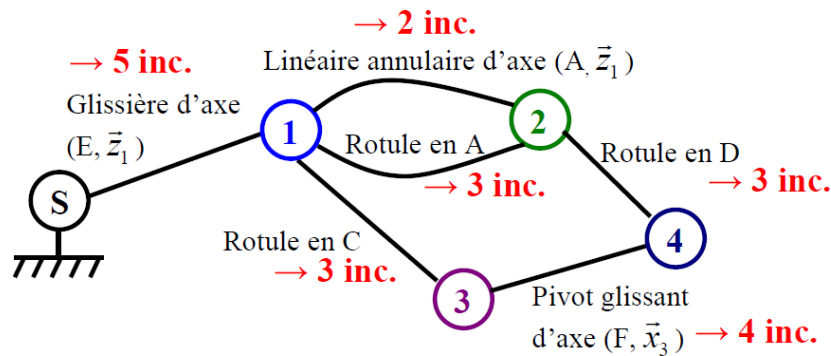 → 2 inc.
→ 5 inc.
Linéaire annulaire d'axe (A, z⃗₁)
Glissière d'axe
(E, z⃗₁)
1
2
Rotule en A
→ 3 inc.
Rotule en D
→ 3 inc.
S
Rotule en C
→ 3 inc.
4
3
Pivot glissant
d'axe (F, x⃗₃) → 4 inc.